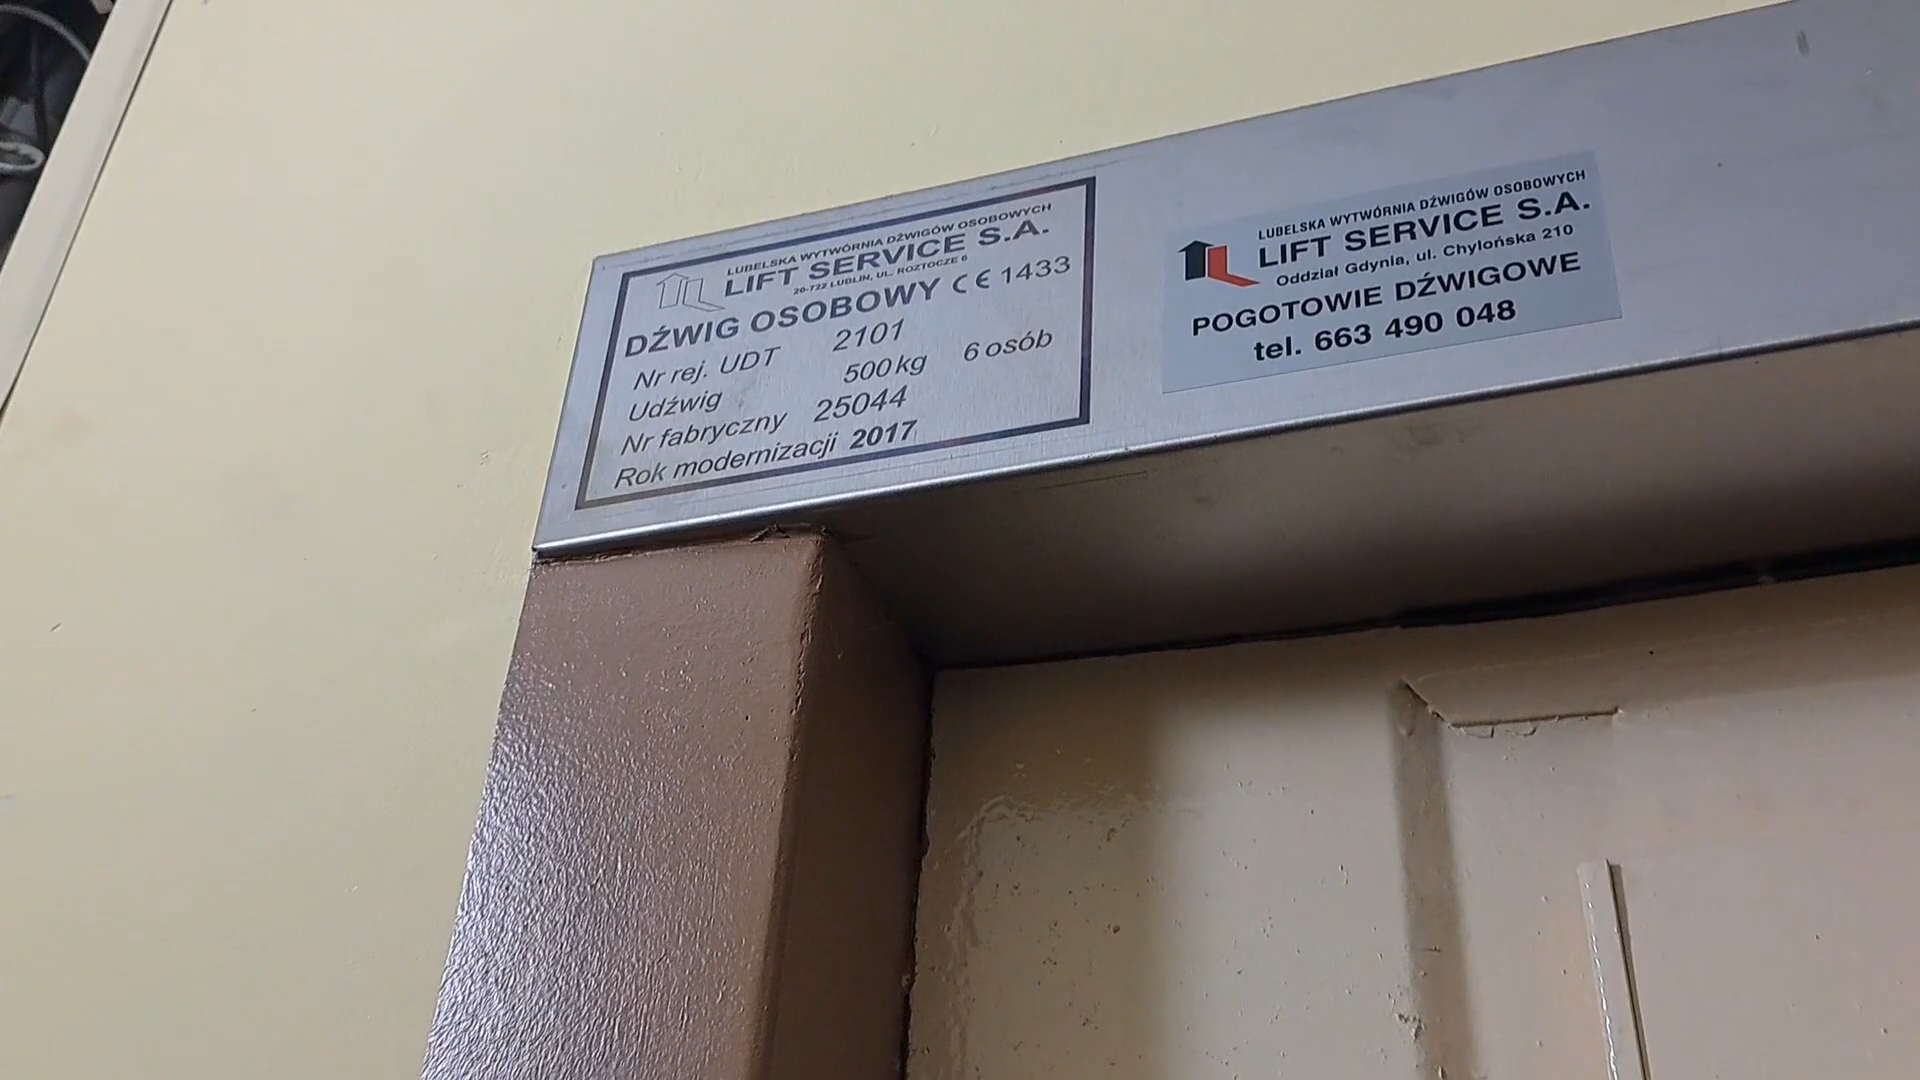 LUBELSKA WYTWÓRNIA DŹWIGÓW OSOBOWYCH
LIFT SERVICE S.A.
20-722 LUBLIN, UL. ROZTOCZE 6
DŹWIG OSOBOWY CE 1433
Nr rej. UDT 2101
Udźwig 500 kg 6 osób
Nr fabryczny 25044
Rok modernizacji 2017
LUBELSKA WYTWÓRNIA DŹWIGÓW OSOBOWYCH
LIFT SERVICE S.A.
Oddział Gdynia, ul. Chylońska 210
POGOTOWIE DŹWIGOWE
tel. 663 490 048